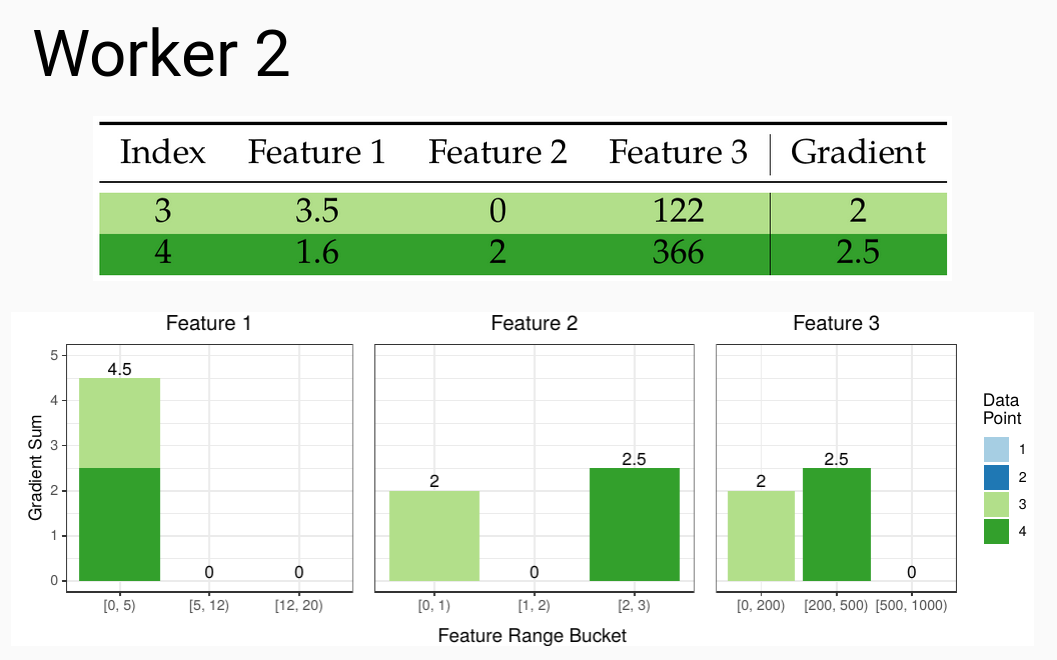 Worker 2
Index Feature 1 Feature 2 Feature 3 Gradient
3 3.5 0 122 2
4 1.6 2 366 2.5
Feature 1 Feature 2 Feature 3
Gradient Sum
5
4
3
2
1
0
4.5 0 0
2 0 2.5
2 2.5 0
[0, 5) [5, 12) [12, 20)
[0, 1) [1, 2) [2, 3)
[0, 200) [200, 500) [500, 1000)
Feature Range Bucket
Data
Point
1
2
3
4